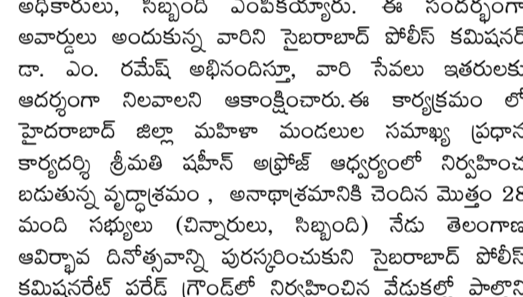 అధికారులు, సిబ్బంది ఎంపికయ్యారు. ఈ సందర్భంగా
అవార్డులు అందుకున్న వారిని సైబరాబాద్ పోలీస్ కమిషనర్
డా. ఎం. రమేష్ అభినందిస్తూ, వారి సేవలు ఇతరులకు
ఆదర్శంగా నిలవాలని ఆకాంక్షించారు.ఈ కార్యక్రమం లో
హైదరాబాద్ జిల్లా మహిళా మండలుల సమాఖ్య ప్రధాన
కార్యదర్శి శ్రీమతి షహీన్ అఫ్రోజ్ ఆధ్వర్యంలో నిర్వహించ
బడుతున్న వృద్ధాశ్రమం , అనాథాశ్రమానికి చెందిన మొత్తం 28
మంది సభ్యులు (చిన్నారులు, సిబ్బంది) నేడు తెలంగాణ
ఆవిర్భావ దినోత్సవాన్ని పురస్కరించుకుని సైబరాబాద్ పోలీస్
కమిషనరేట్ పరేడ్ గ్రౌండ్‌లో నిర్వహించిన వేడుకల్లో పాల్గొని